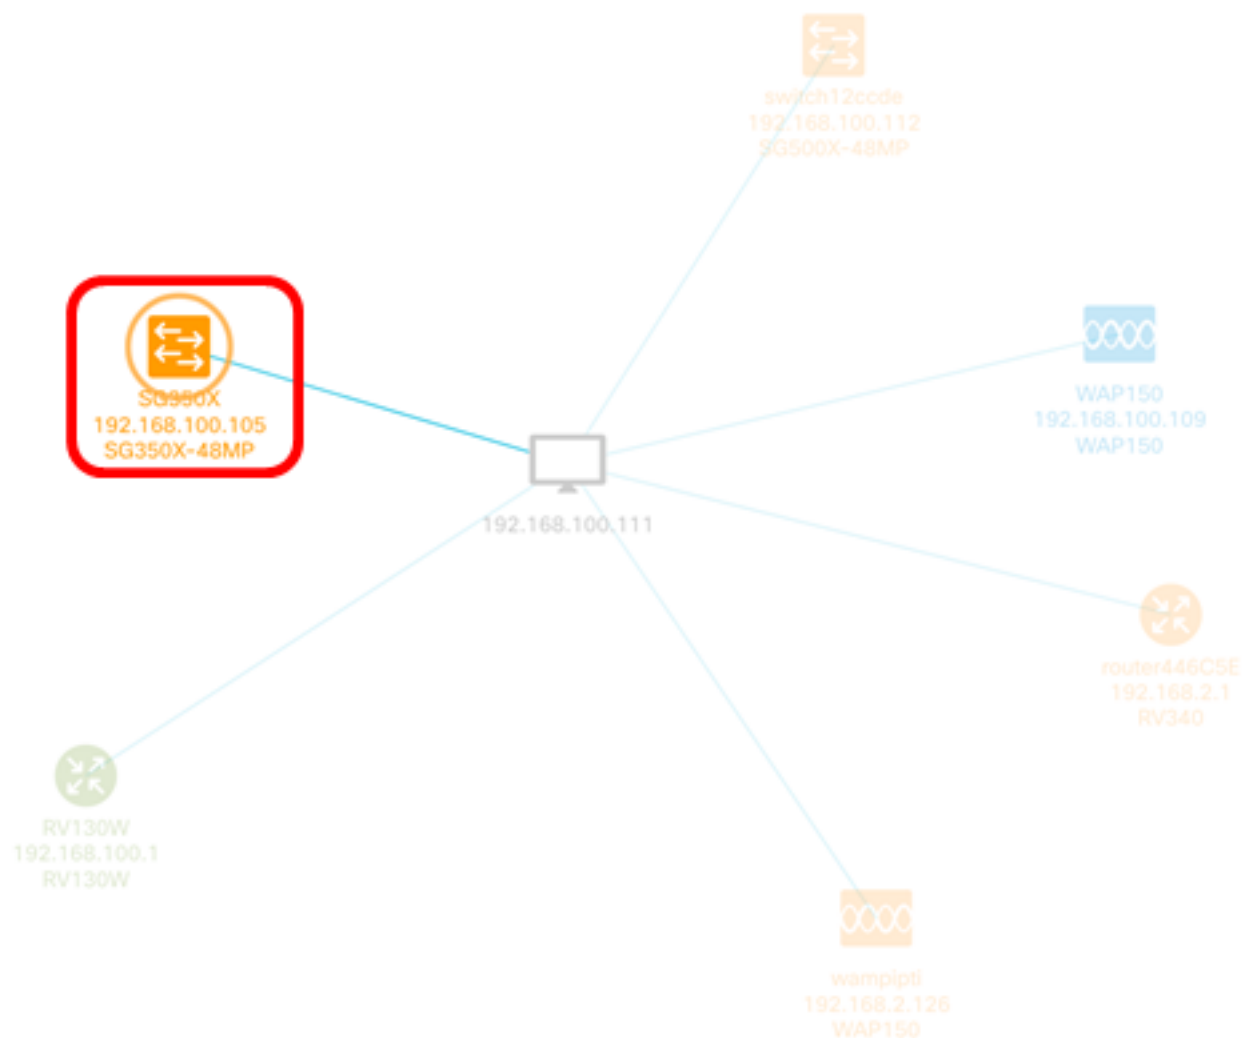 switch12ccde
192.168.100.112
SG500X-48MP
SG350X
192.168.100.105
SG350X-48MP
WAP150
192.168.100.109
WAP150
192.168.100.111
router446C5E
192.168.2.1
RV340
RV130W
192.168.100.1
RV130W
wampipti
192.168.2.126
WAP150